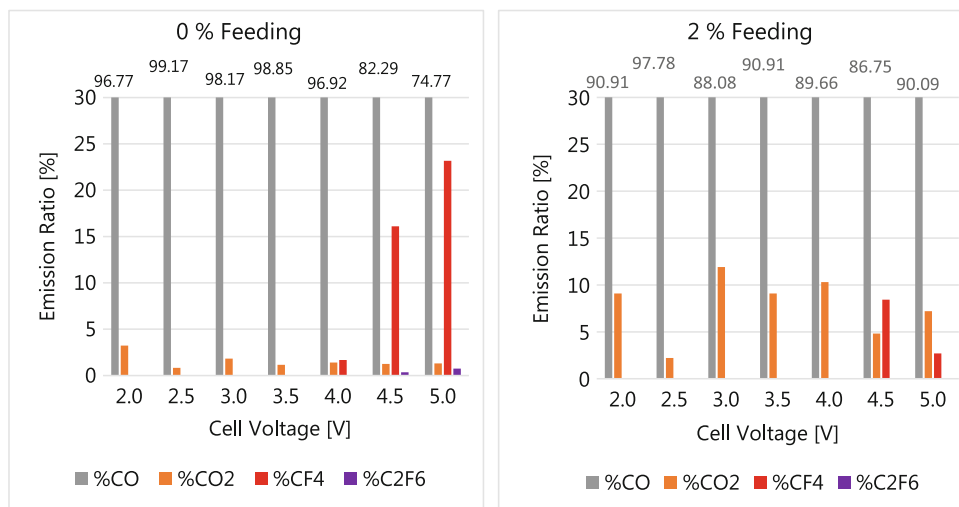 0 % Feeding
96.77 99.17 98.17 98.85 96.92 82.29 74.77
30
25
20
15
10
5
0
Emission Ratio [%]
2.0 2.5 3.0 3.5 4.0 4.5 5.0
Cell Voltage [V]
%CO %CO2 %CF4 %C2F6
2 % Feeding
90.91 97.78 88.08 90.91 89.66 86.75 90.09
30
25
20
15
10
5
0
Emission Ratio [%]
2.0 2.5 3.0 3.5 4.0 4.5 5.0
Cell Voltage [V]
%CO %CO2 %CF4 %C2F6